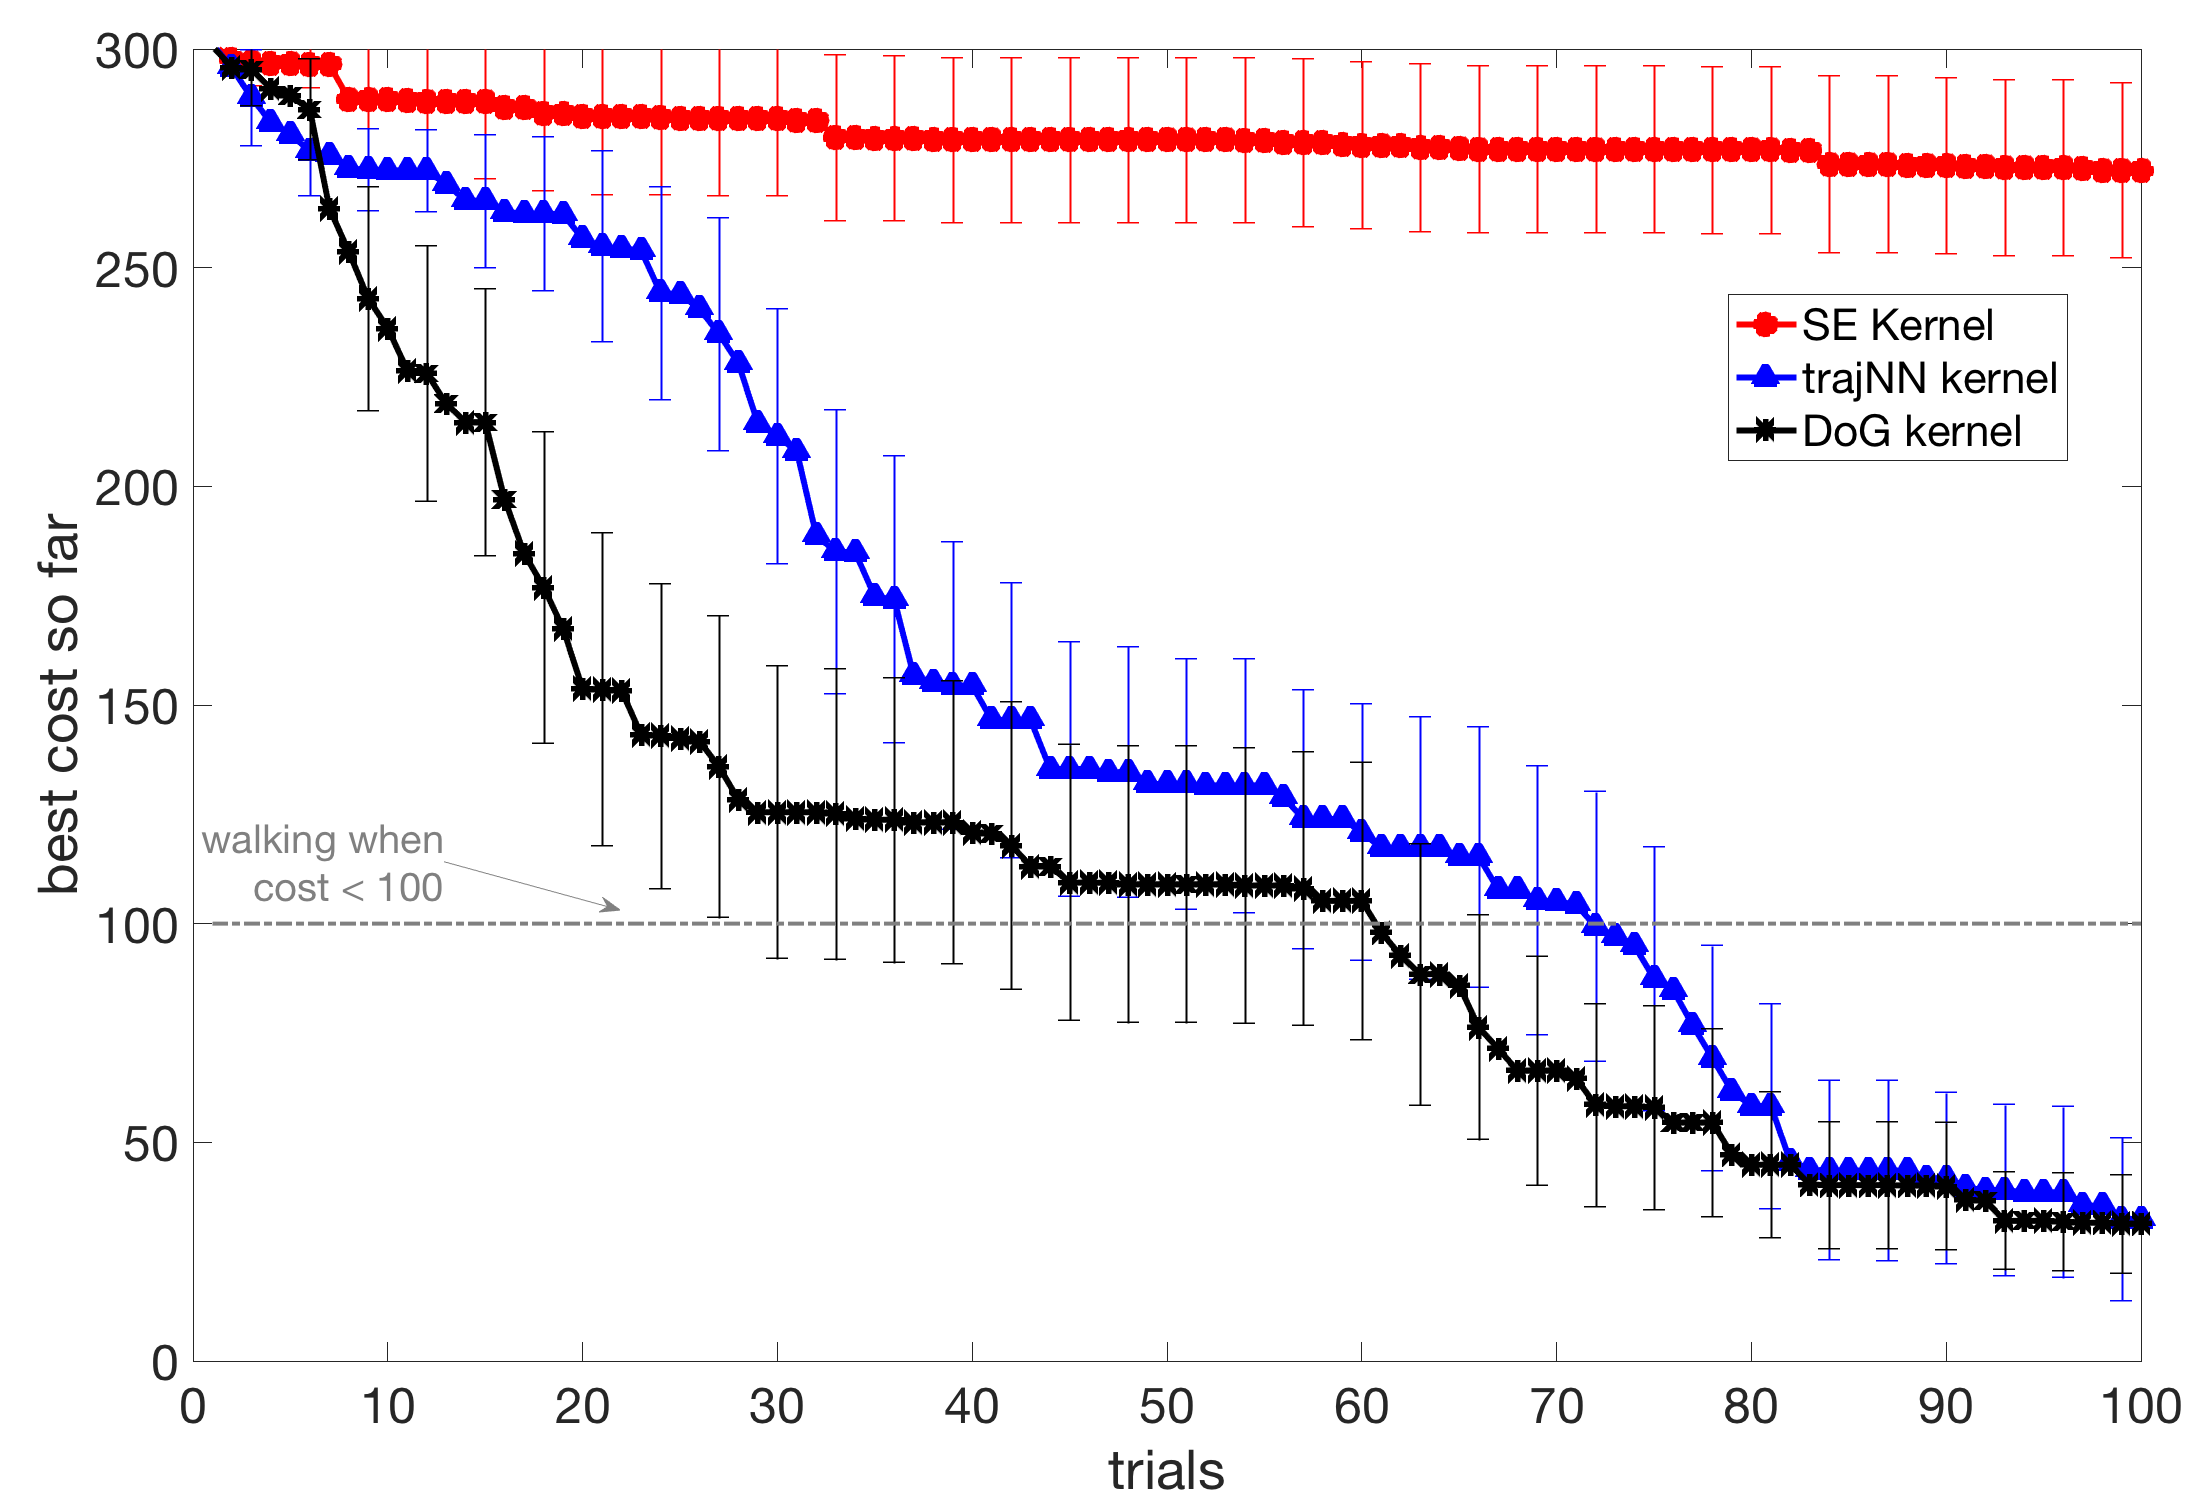 300
250
200
150
100
50
0
best cost so far
SE Kernel
trajNN kernel
DoG kernel
walking when
cost < 100
0 10 20 30 40 50 60 70 80 90 100
trials